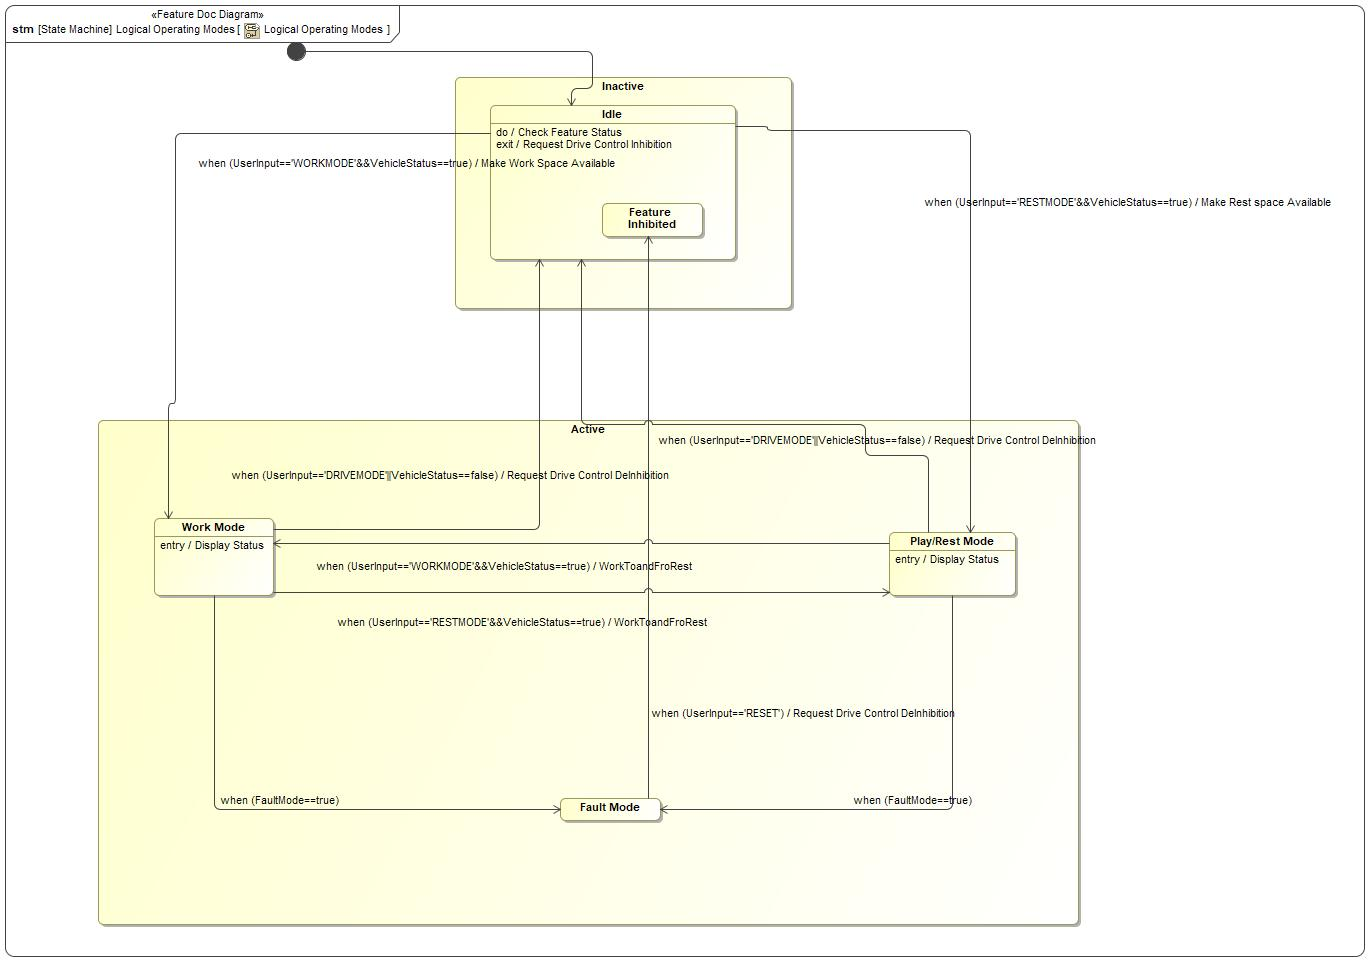 «Feature Doc Diagram»
stm [State Machine] Logical Operating Modes [ Logical Operating Modes ]
Inactive
Idle
do / Check Feature Status
exit / Request Drive Control Inhibition
when (UserInput=='WORKMODE'&&VehicleStatus==true) / Make Work Space Available
when (UserInput=='RESTMODE'&&VehicleStatus==true) / Make Rest space Available
Feature
Inhibited
Active
when (UserInput=='DRIVEMODE'||VehicleStatus==false) / Request Drive Control DeInhibition
when (UserInput=='DRIVEMODE'||VehicleStatus==false) / Request Drive Control DeInhibition
Work Mode
entry / Display Status
Play/Rest Mode
entry / Display Status
when (UserInput=='WORKMODE'&&VehicleStatus==true) / WorkToandFroRest
when (UserInput=='RESTMODE'&&VehicleStatus==true) / WorkToandFroRest
when (UserInput=='RESET') / Request Drive Control DeInhibition
when (FaultMode==true)
when (FaultMode==true)
Fault Mode